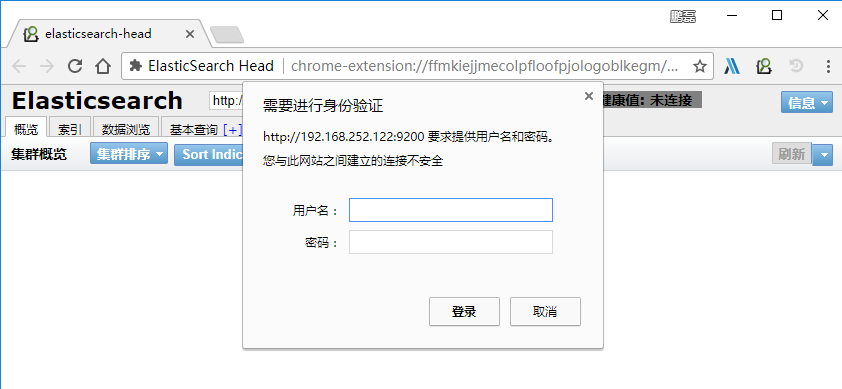 鹏磊
elasticsearch-head
ElasticSearch Head
chrome-extension://ffmkiejjmecolpfloofpjologoblkegm/...
Elasticsearch
http:/
健康值: 未连接
信息
概览
索引
数据浏览
基本查询 [+]
集群概览
集群排序
Sort Indic
刷新
需要进行身份验证
http://192.168.252.122:9200 要求提供用户名和密码。
您与此网站之间建立的连接不安全
用户名：
密码：
登录
取消